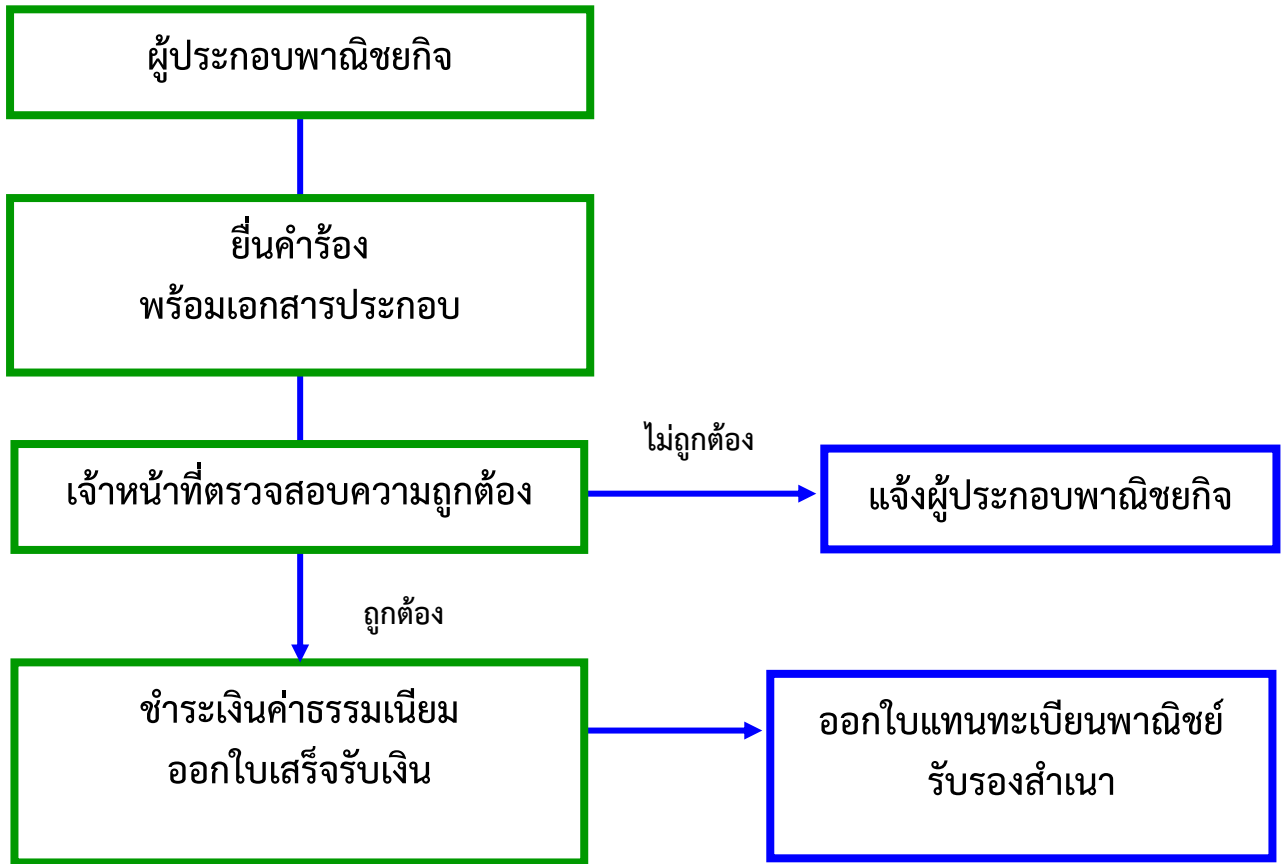 ผู้ประกอบพาณิชยกิจ
ยื่นคำร้อง
พร้อมเอกสารประกอบ
เจ้าหน้าที่ตรวจสอบความถูกต้อง
ไม่ถูกต้อง
แจ้งผู้ประกอบพาณิชยกิจ
ถูกต้อง
ชำระเงินค่าธรรมเนียม
ออกใบเสร็จรับเงิน
ออกใบแทนทะเบียนพาณิชย์
รับรองสำเนา